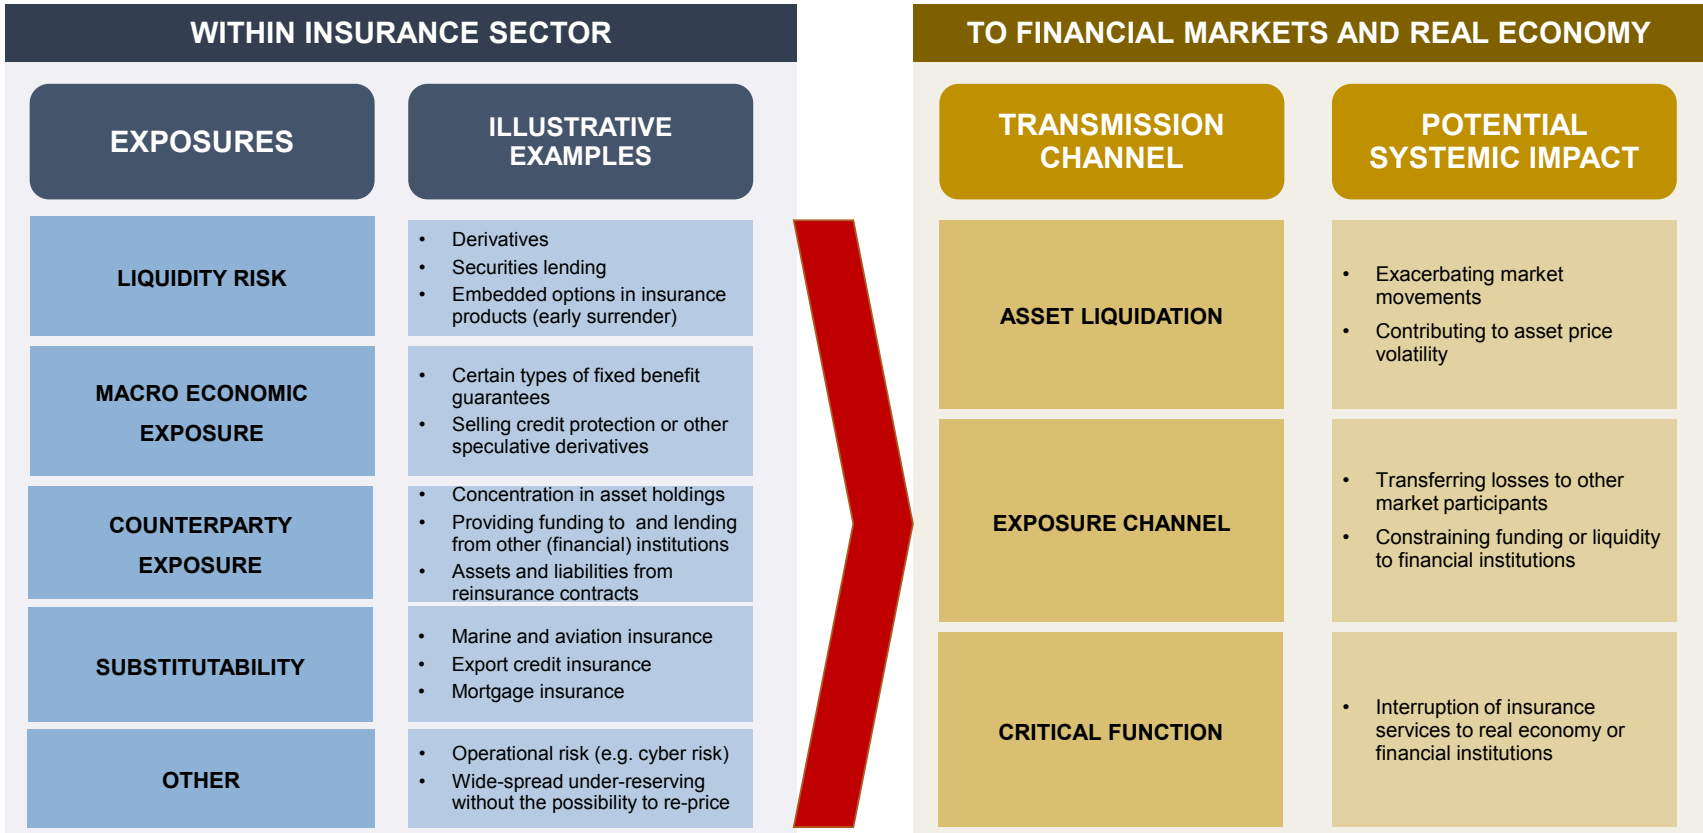 WITHIN INSURANCE SECTOR
EXPOSURES
ILLUSTRATIVE
EXAMPLES
LIQUIDITY RISK
• Derivatives
• Securities lending
• Embedded options in insurance
products (early surrender)
MACRO ECONOMIC
EXPOSURE
• Certain types of fixed benefit
guarantees
• Selling credit protection or other
speculative derivatives
COUNTERPARTY
EXPOSURE
• Concentration in asset holdings
• Providing funding to  and lending
from other (financial) institutions
• Assets and liabilities from
reinsurance contracts
SUBSTITUTABILITY
• Marine and aviation insurance
• Export credit insurance
• Mortgage insurance
OTHER
• Operational risk (e.g. cyber risk)
• Wide-spread under-reserving
without the possibility to re-price
TO FINANCIAL MARKETS AND REAL ECONOMY
TRANSMISSION
CHANNEL
POTENTIAL
SYSTEMIC IMPACT
ASSET LIQUIDATION
• Exacerbating market
movements
• Contributing to asset price
volatility
EXPOSURE CHANNEL
• Transferring losses to other
market participants
• Constraining funding or liquidity
to financial institutions
CRITICAL FUNCTION
• Interruption of insurance
services to real economy or
financial institutions